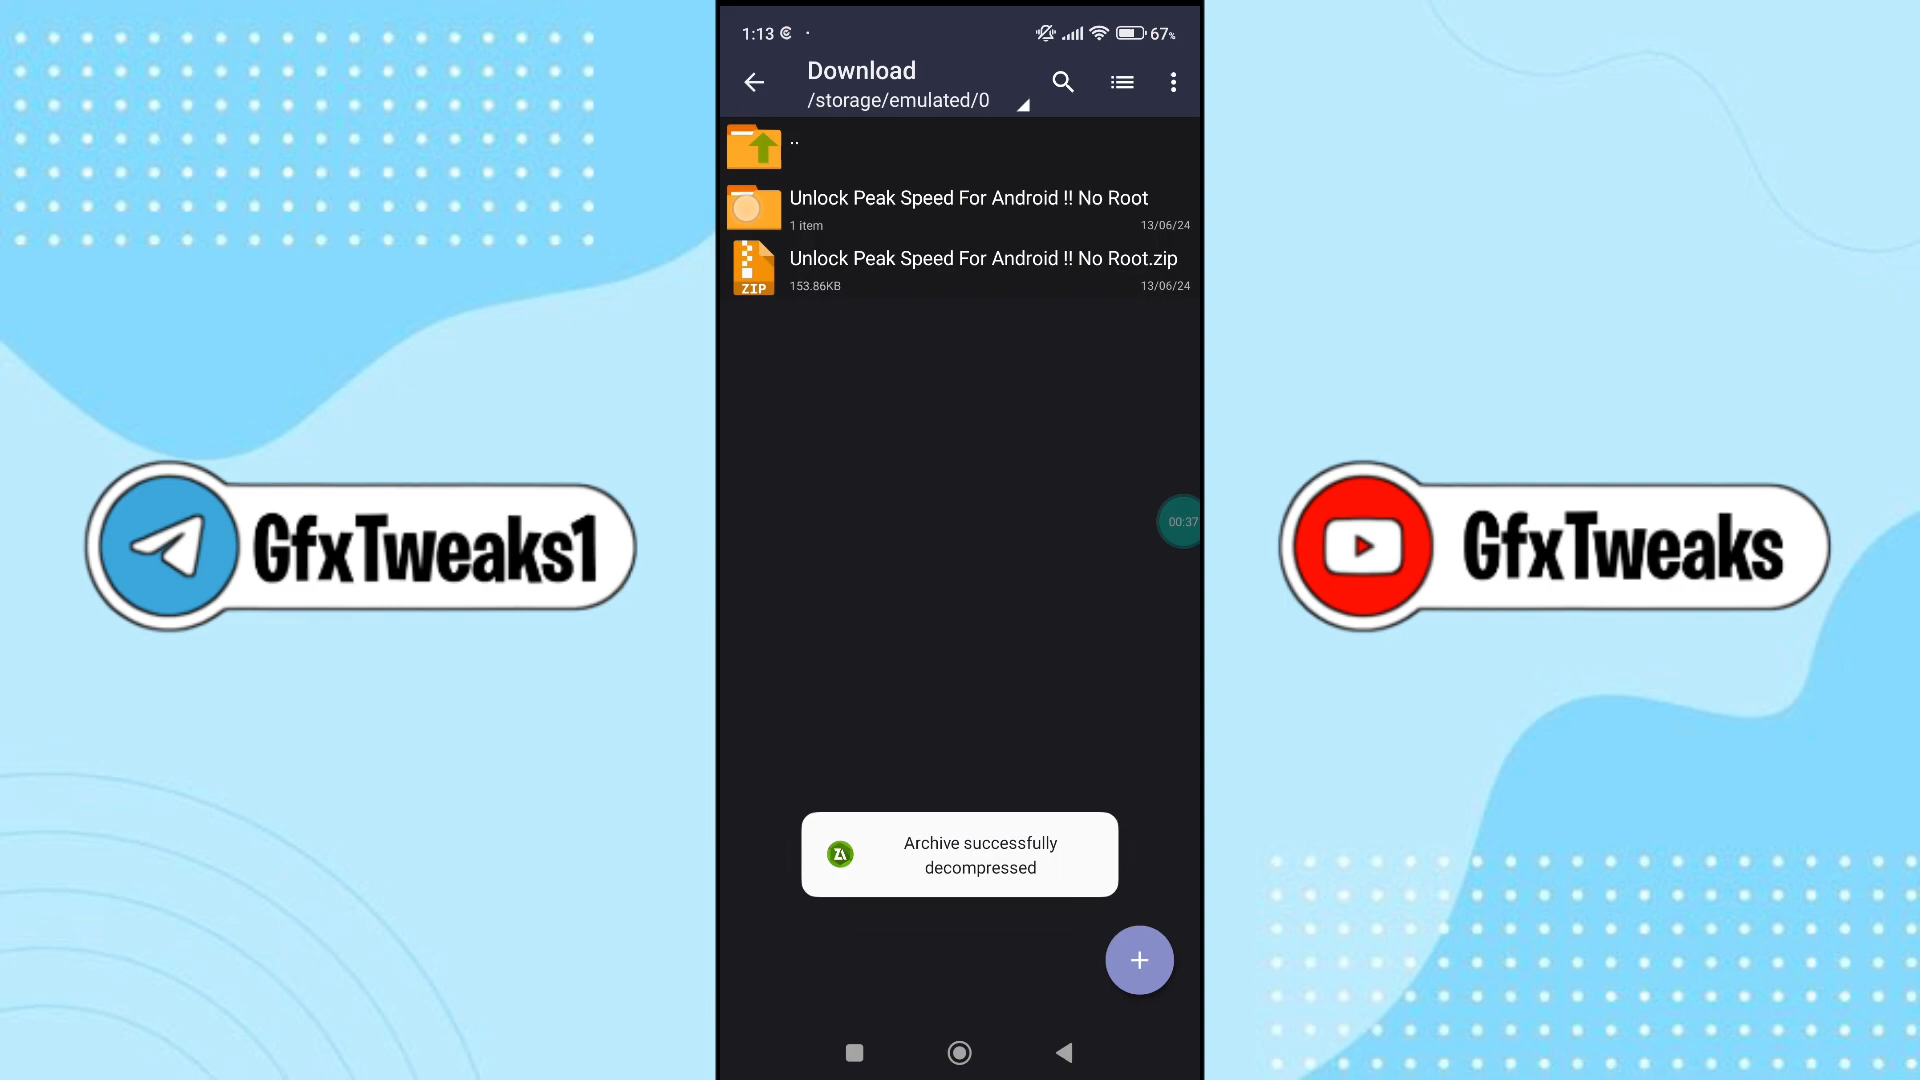 1:13
67%
Download
/storage/emulated/0
..
Unlock Peak Speed For Android !! No Root
1 item
13/06/24
Unlock Peak Speed For Android !! No Root.zip
153.86KB
13/06/24
ZIP
GfxTweaks1
GfxTweaks
00:37
ZA
Archive successfully
decompressed